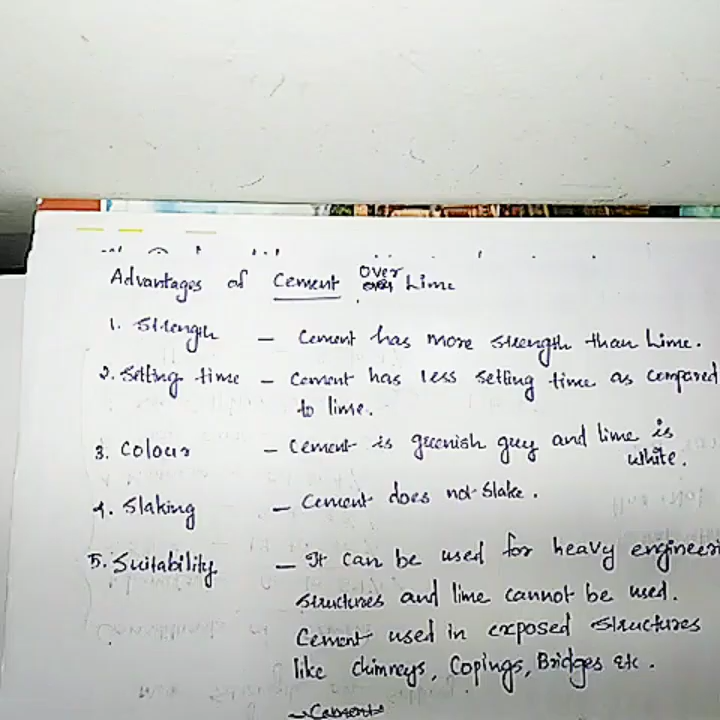 Advantages of Cement over Lime
1. Strength - Cement has more strength than Lime.
2. Setting time - Cement has less setting time as compared
to lime.
3. Colour - Cement is greenish grey and lime is
white.
4. Slaking - Cement does not slake.
5. Suitability - It can be used for heavy engineeri
structures and lime cannot be used.
Cement used in exposed structures
like chimneys, Copings, Bridges etc.
- Cement